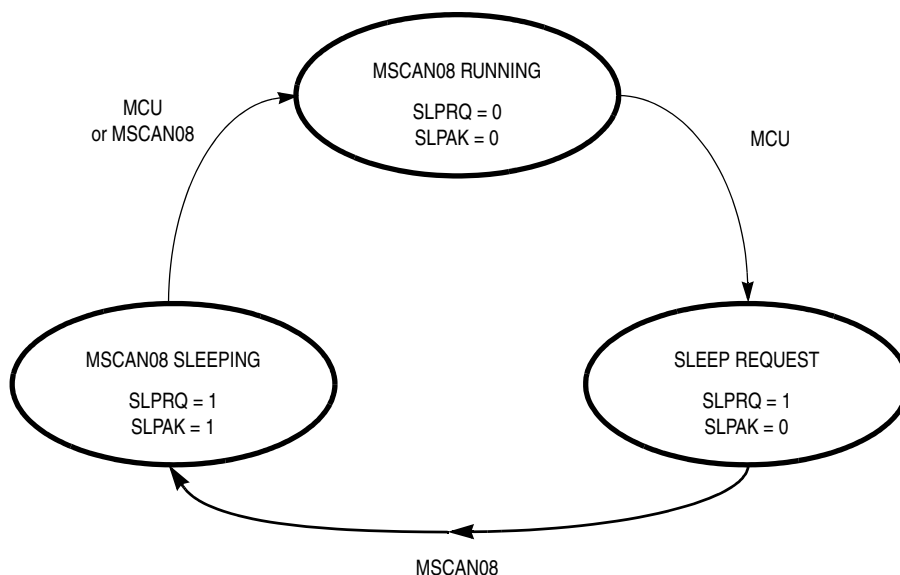 MSCAN08 RUNNING
SLPRQ = 0
SLPAK = 0
MCU
or MSCAN08
MCU
MSCAN08 SLEEPING
SLPRQ = 1
SLPAK = 1
SLEEP REQUEST
SLPRQ = 1
SLPAK = 0
MSCAN08